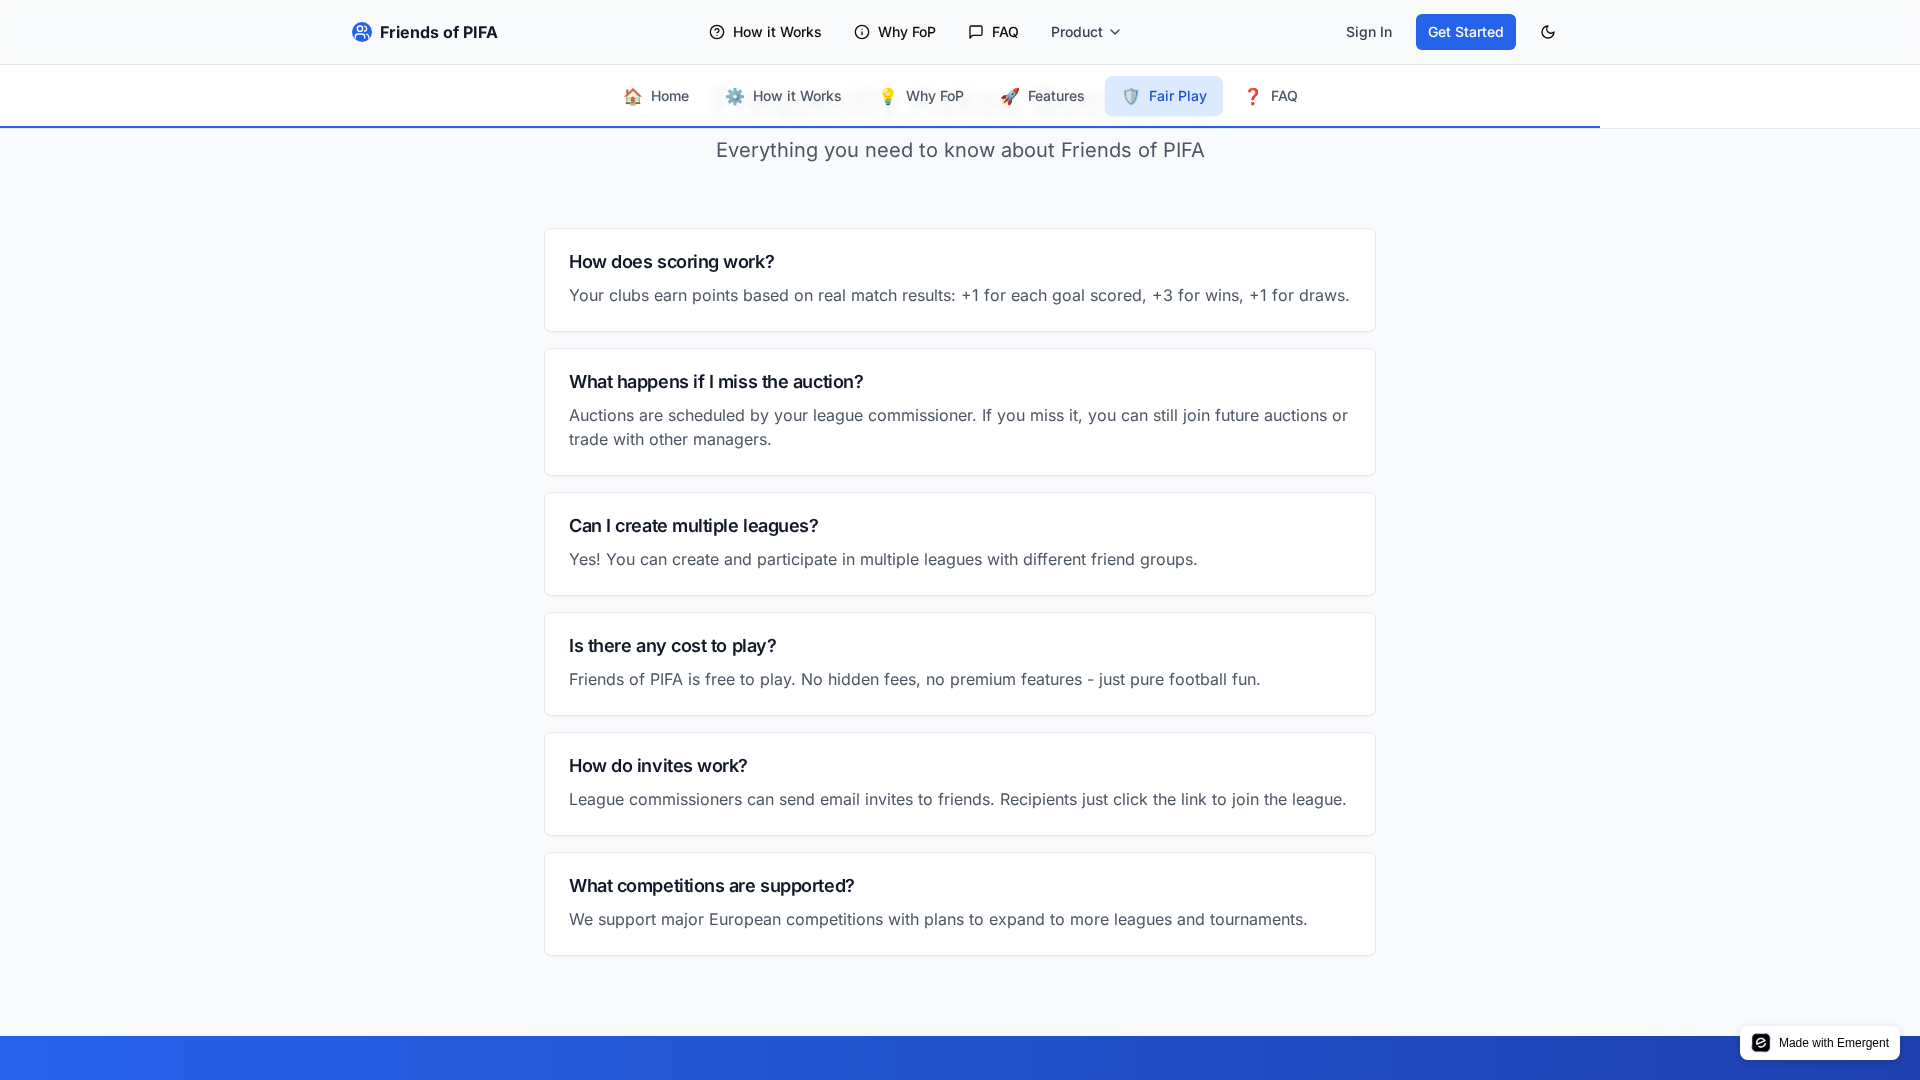 Friends of PIFA
How it Works
Why FoP
FAQ
Product
Sign In
Get Started
Home
How it Works
Why FoP
Features
Fair Play
FAQ
Everything you need to know about Friends of PIFA
How does scoring work?
Your clubs earn points based on real match results: +1 for each goal scored, +3 for wins, +1 for draws.
What happens if I miss the auction?
Auctions are scheduled by your league commissioner. If you miss it, you can still join future auctions or
trade with other managers.
Can I create multiple leagues?
Yes! You can create and participate in multiple leagues with different friend groups.
Is there any cost to play?
Friends of PIFA is free to play. No hidden fees, no premium features - just pure football fun.
How do invites work?
League commissioners can send email invites to friends. Recipients just click the link to join the league.
What competitions are supported?
We support major European competitions with plans to expand to more leagues and tournaments.
Made with Emergent